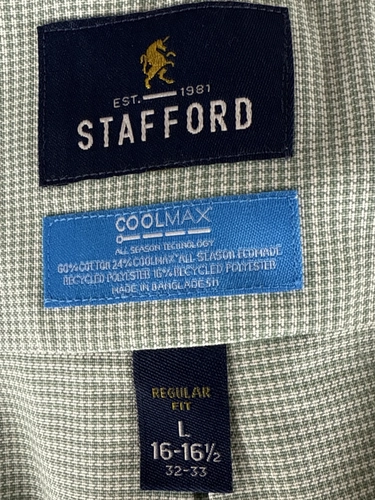 EST. 1981
STAFFORD
COOLMAX®
ALL SEASON TECHNOLOGY
60% COTTON 24% COOLMAX® ALL SEASON ECOMADE
RECYCLED POLYESTER 16% RECYCLED POLYESTER
MADE IN BANGLADESH
REGULAR
FIT
L
16-16½
32-33